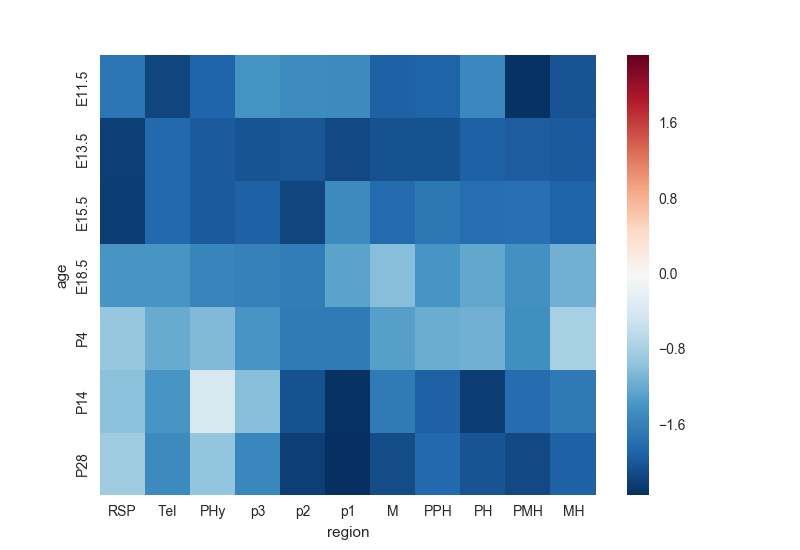 age
E11.5
E13.5
E15.5
E18.5
P4
P14
P28
RSP Tel PHy p3 p2 p1 M PPH PH PMH MH
region
1.6
0.8
0.0
−0.8
−1.6